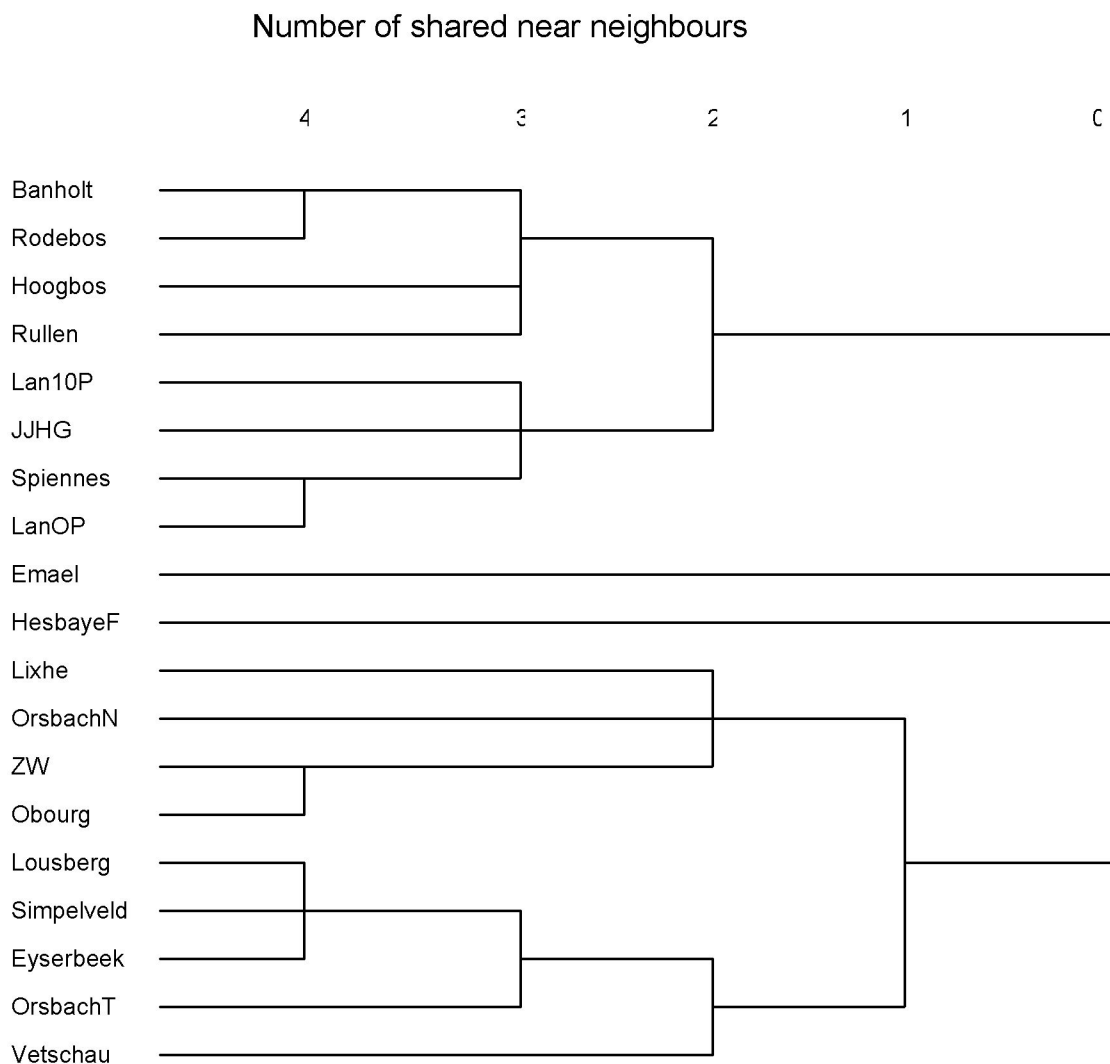 Number of shared near neighbours
4 3 2 1 0
Banholt
Rodebos
Hoogbos
Rullen
Lan10P
JJHG
Spiennes
LanOP
Emael
HesbayeF
Lixhe
OrsbachN
ZW
Obourg
Lousberg
Simpelveld
Eyserbeek
OrsbachT
Vetschau